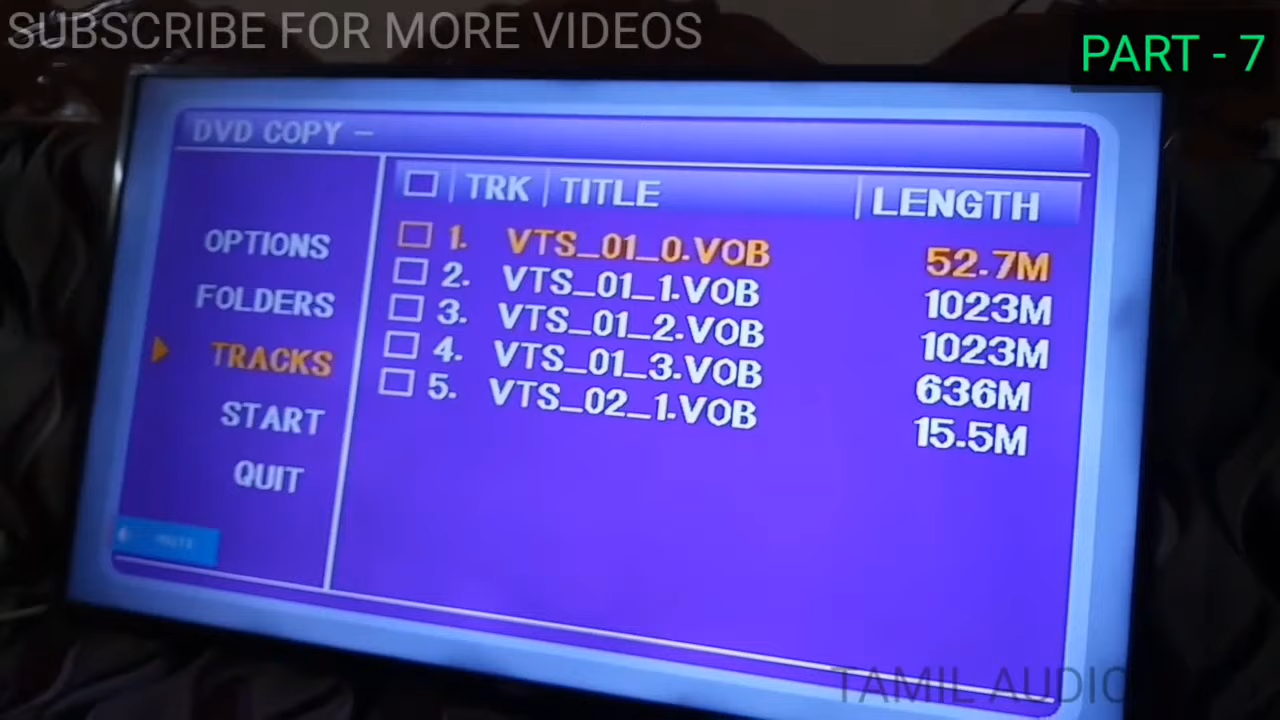 SUBSCRIBE FOR MORE VIDEOS
PART - 7
DVD COPY -
TRK TITLE LENGTH
1. VTS_01_0.VOB 52.7M
2. VTS_01_1.VOB 1023M
3. VTS_01_2.VOB 1023M
4. VTS_01_3.VOB 636M
5. VTS_02_1.VOB 15.5M
OPTIONS
FOLDERS
TRACKS
START
QUIT
TAMIL AUDIO